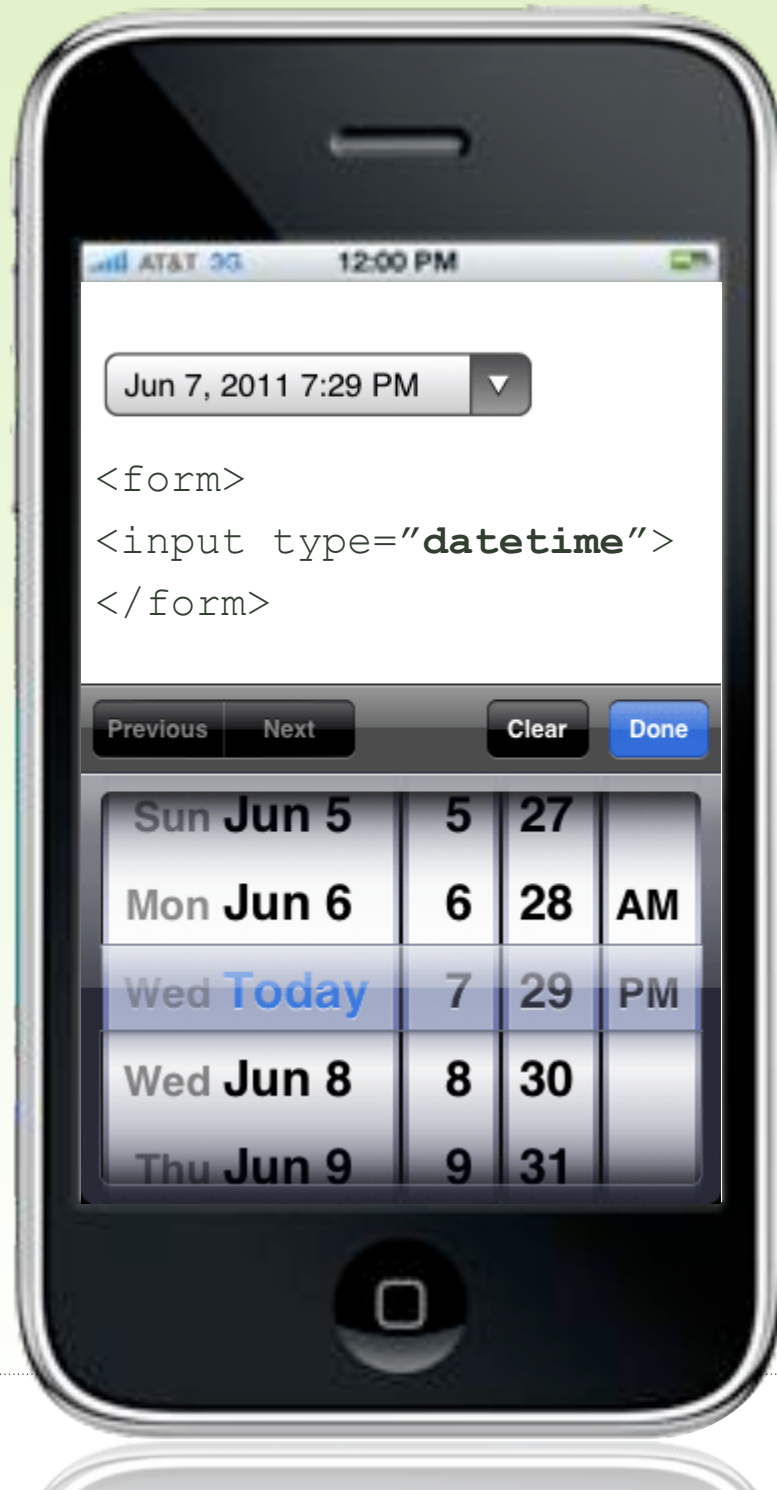 AT&T 3G 12:00 PM
Jun 7, 2011 7:29 PM
<form>
<input type=”datetime”>
</form>
Previous Next Clear Done
Sun Jun 5 5 27
Mon Jun 6 6 28 AM
Wed Today 7 29 PM
Wed Jun 8 8 30
Thu Jun 9 9 31